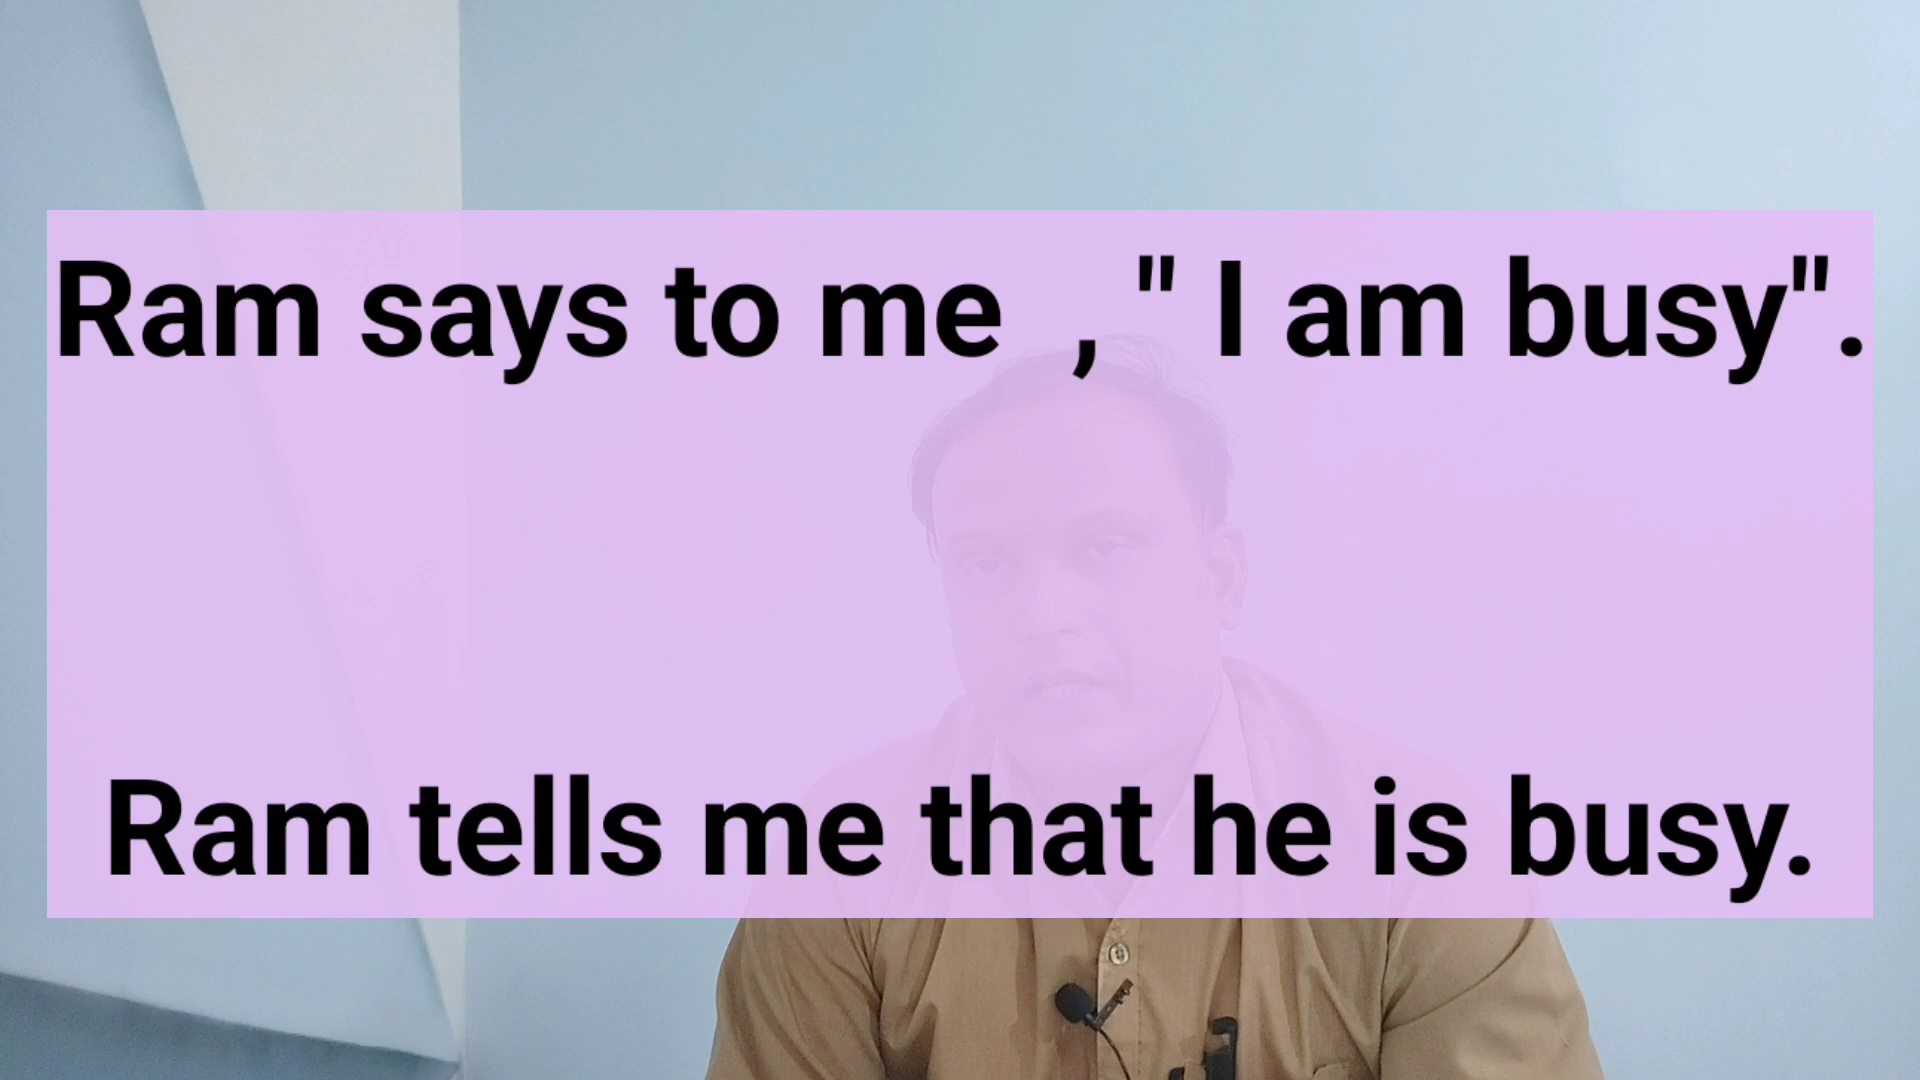 Ram says to me  ," I am busy".
Ram tells me that he is busy.